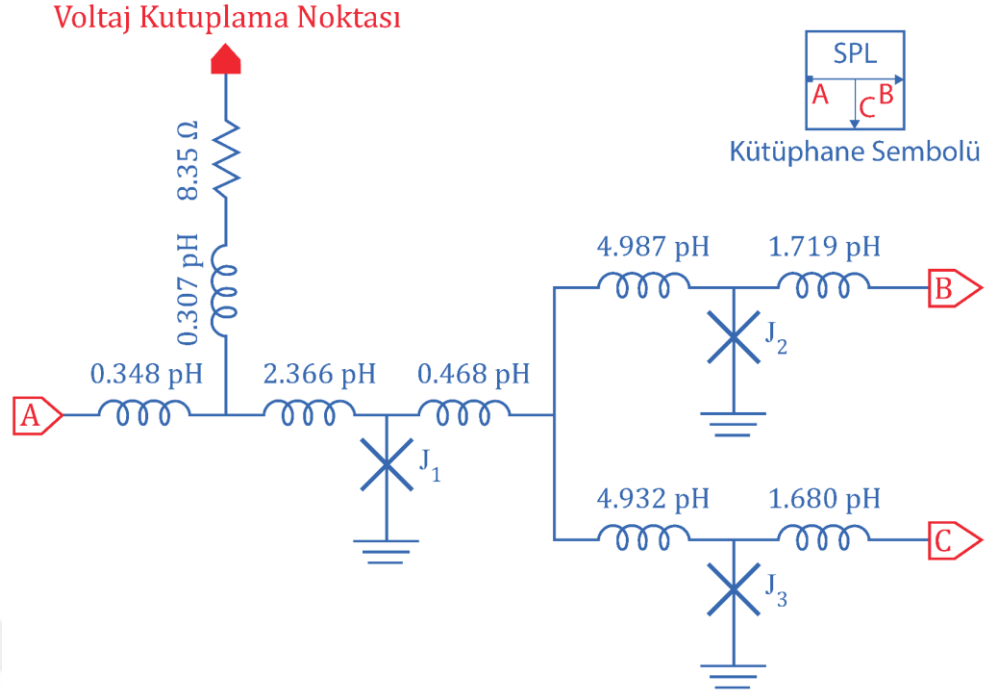 Voltaj Kutuplama Noktası
SPL
A
B
C
Kütüphane Sembolü
8.35 Ω
0.307 pH
4.987 pH
1.719 pH
B
J2
0.348 pH
2.366 pH
0.468 pH
A
J1
4.932 pH
1.680 pH
C
J3